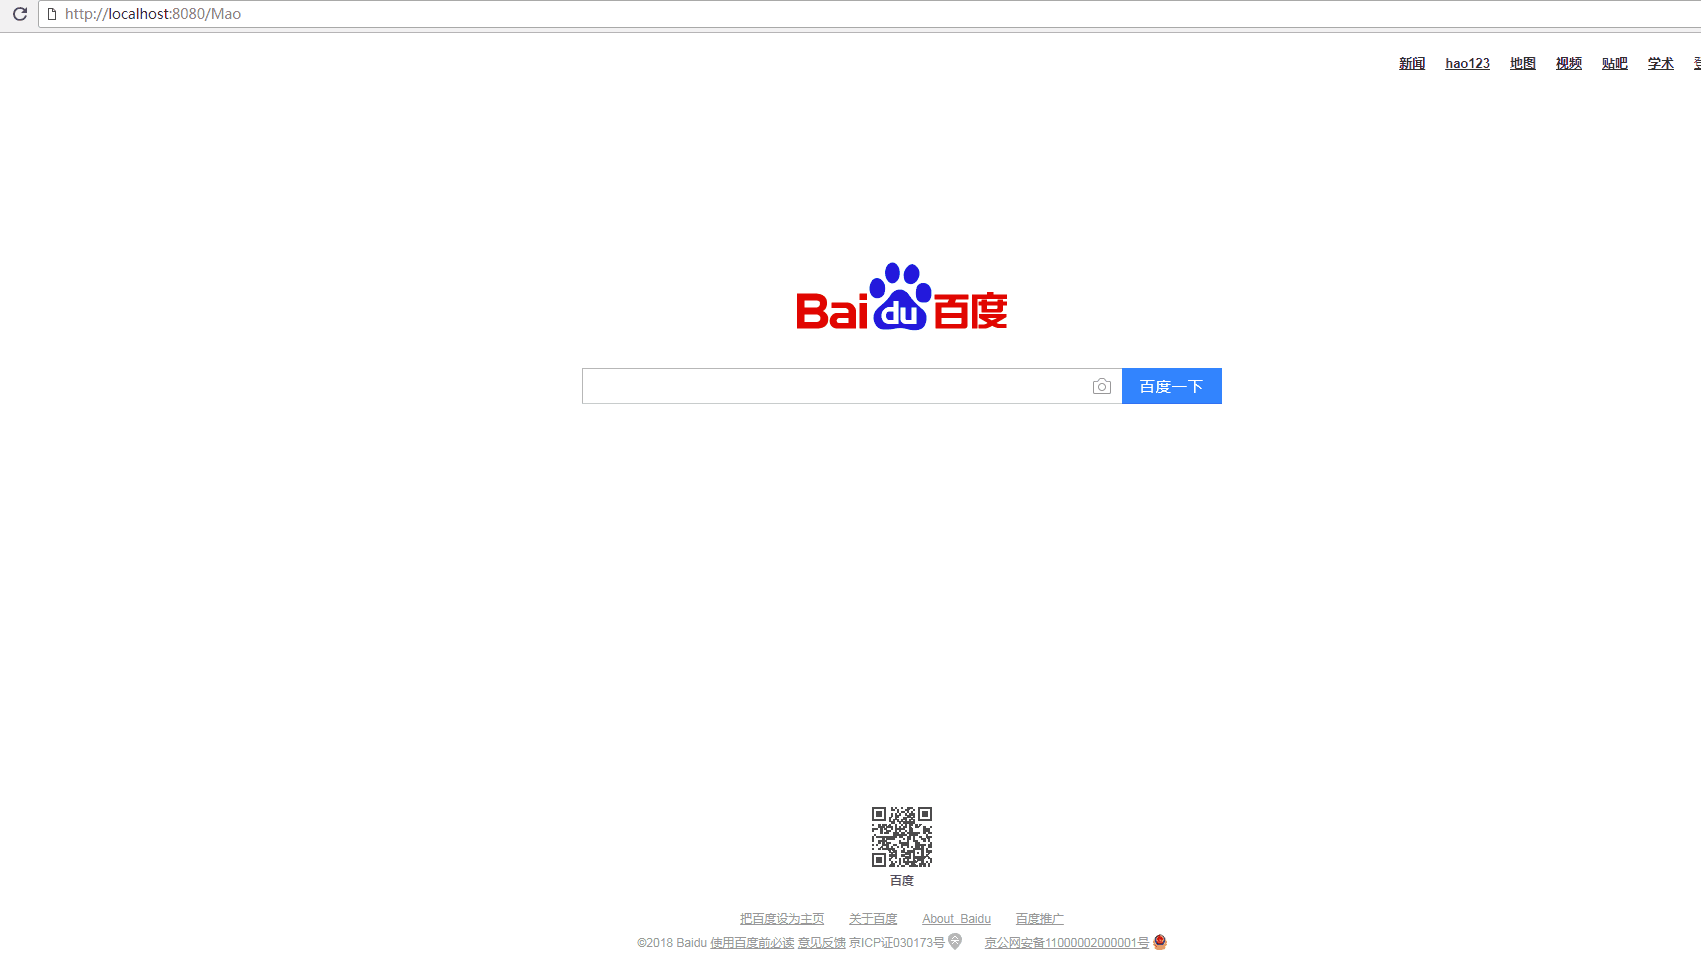 http://localhost:8080/Mao
新闻 hao123 地图 视频 贴吧 学术
Bai du 百度
百度一下
百度
把百度设为主页 关于百度 About Baidu 百度推广
©2018 Baidu 使用百度前必读 意见反馈 京ICP证030173号 京公网安备11000002000001号